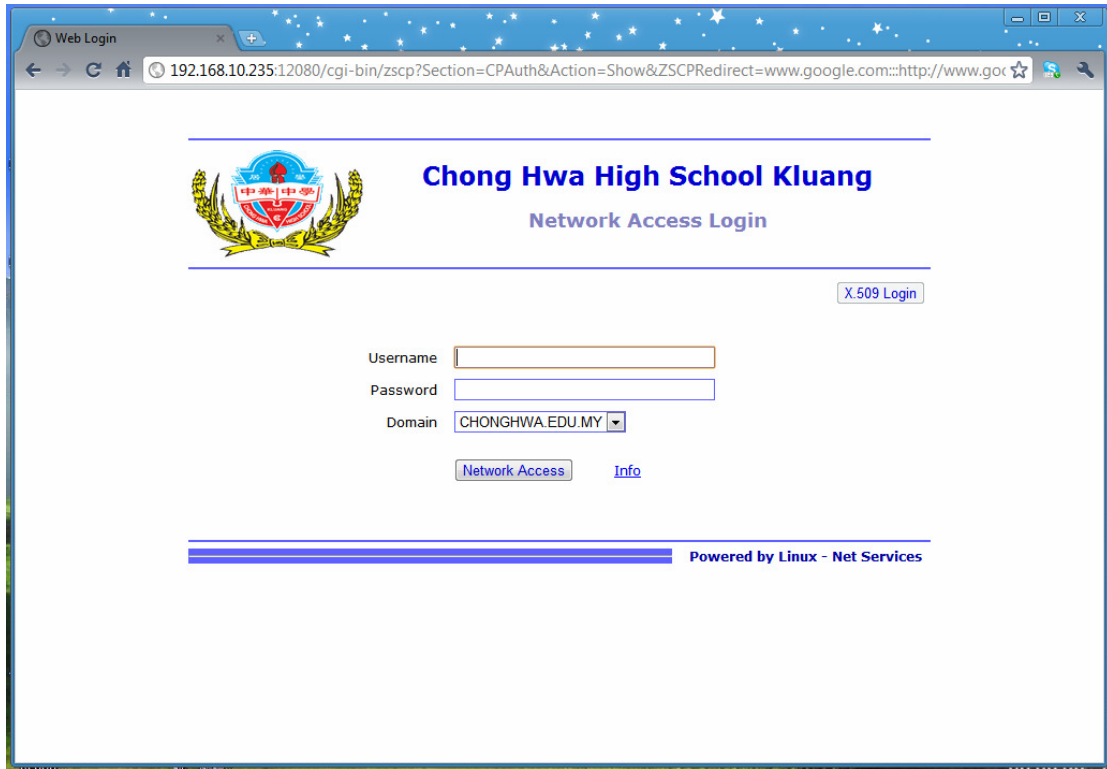 Web Login
192.168.10.235:12080/cgi-bin/zscp?Section=CPAuth&Action=Show&ZSCPRedirect=www.google.com:::http://www.goo
中華 中學
KLUANG
Chong Hwa High School Kluang
Network Access Login
X.509 Login
Username
Password
Domain CHONGHWA.EDU.MY
Network Access Info
Powered by Linux - Net Services